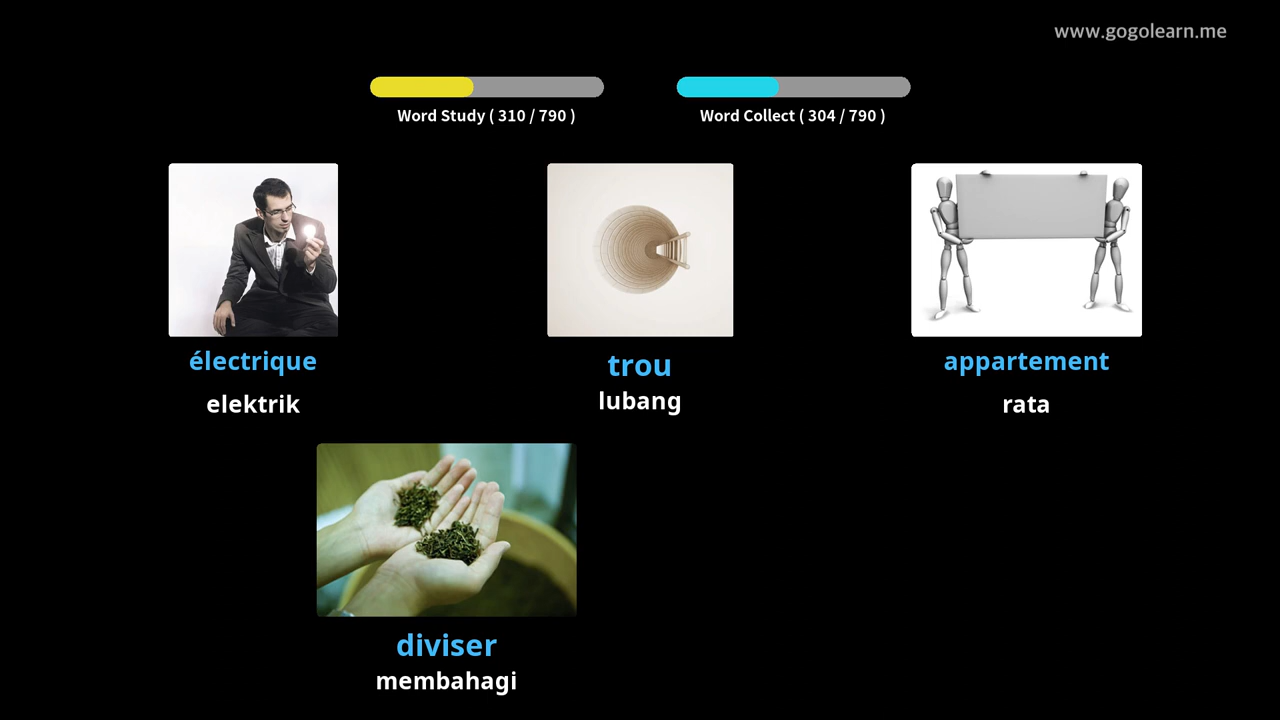 www.gogolearn.me
Word Study ( 310 / 790 )
Word Collect ( 304 / 790 )
électrique
elektrik
trou
lubang
appartement
rata
diviser
membahagi